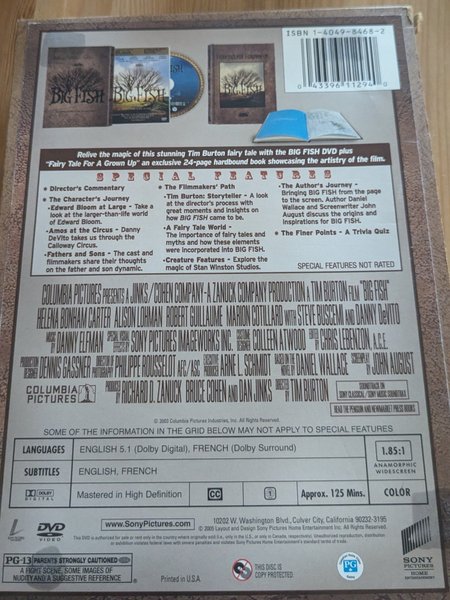 ISBN 1-4049-8468-2
0 43396 11294 0
BIG FISH
BIG FISH
BIG FISH
Relive the magic of this stunning Tim Burton fairy tale with the BIG FISH DVD plus
"Fairy Tale For A Grown Up" an exclusive 24-page hardbound book showcasing the artistry of the film.
SPECIAL FEATURES
• Director's Commentary
• The Character's Journey
- Edward Bloom at Large - Take a
look at the larger-than-life world
of Edward Bloom.
- Amos at the Circus - Danny
DeVito takes us through the
Calloway Circus.
- Fathers and Sons - The cast and
filmmakers share their thoughts
on the father and son dynamic.
• The Filmmakers' Path
- Tim Burton: Storyteller - A look
at the director's process with
great moments and insights on
how BIG FISH came to be.
- A Fairy Tale World -
The importance of fairy tales and
myths and how these elements
were incorporated into BIG FISH.
- Creature Features - Explore the
magic of Stan Winston Studios.
• The Author's Journey -
Bringing BIG FISH from the page
to the screen. Author Daniel
Wallace and Screenwriter John
August discuss the origins and
inspirations for BIG FISH.
• The Finer Points - A Trivia Quiz
SPECIAL FEATURES NOT RATED
COLUMBIA PICTURES PRESENTS A JINKS/COHEN COMPANY - A ZANUCK COMPANY PRODUCTION A TIM BURTON FILM "BIG FISH"
HELENA BONHAM CARTER ALISON LOHMAN ROBERT GUILLAUME MARION COTILLARD WITH STEVE BUSCEMI AND DANNY DEVITO
MUSIC BY DANNY ELFMAN SONY PICTURES IMAGEWORKS INC. COSTUME DESIGNER COLLEEN ATWOOD EDITED BY CHRIS LEBENZON, A.C.E.
PRODUCTION DESIGNER DENNIS GASSNER DIRECTOR OF PHOTOGRAPHY PHILIPPE ROUSSELOT AFC/ASC EXECUTIVE PRODUCER ARNE L. SCHMIDT BASED ON THE NOVEL BY DANIEL WALLACE SCREENPLAY BY JOHN AUGUST
PRODUCED BY RICHARD D. ZANUCK BRUCE COHEN AND DAN JINKS DIRECTED BY TIM BURTON
COLUMBIA
PICTURES
SOUNDTRACK ON
SONY CLASSICAL / SONY MUSIC SOUNDTRAX
READ THE PENGUIN AND NEWMARKET PRESS BOOKS
© 2003 Columbia Pictures Industries, Inc. All Rights Reserved.
SOME OF THE INFORMATION IN THE GRID BELOW MAY NOT APPLY TO SPECIAL FEATURES
LANGUAGES ENGLISH 5.1 (Dolby Digital), FRENCH (Dolby Surround)
1.85:1
ANAMORPHIC
WIDESCREEN
SUBTITLES ENGLISH, FRENCH
DOLBY DIGITAL Mastered in High Definition CC 1 Approx. 125 Mins. COLOR
DVD
VIDEO
www.SonyPictures.com
10202 W. Washington Blvd., Culver City, California 90232-3195
© 2005 Layout and Design Sony Pictures Home Entertainment Inc. All Rights Reserved.
PG-13 PARENTS STRONGLY CAUTIONED
A FIGHT SCENE, SOME IMAGES OF
NUDITY AND A SUGGESTIVE REFERENCE
Printed in U.S.A.
THIS DISC IS
COPY PROTECTED
SONY
PICTURES
HOME
ENTERTAINMENT